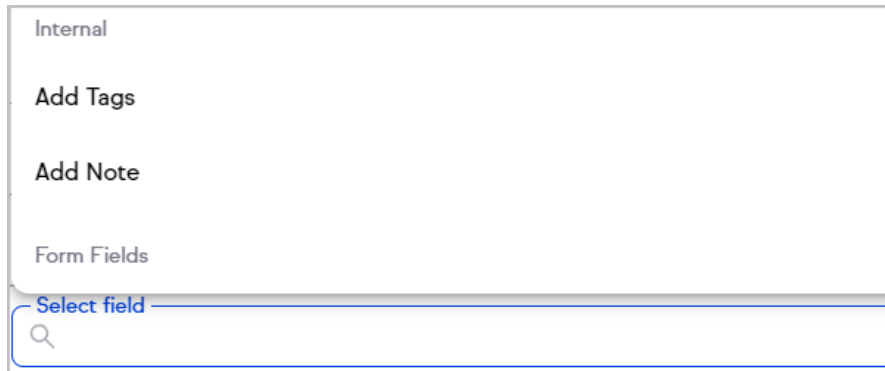 Internal
Add Tags
Add Note
Form Fields
Select field